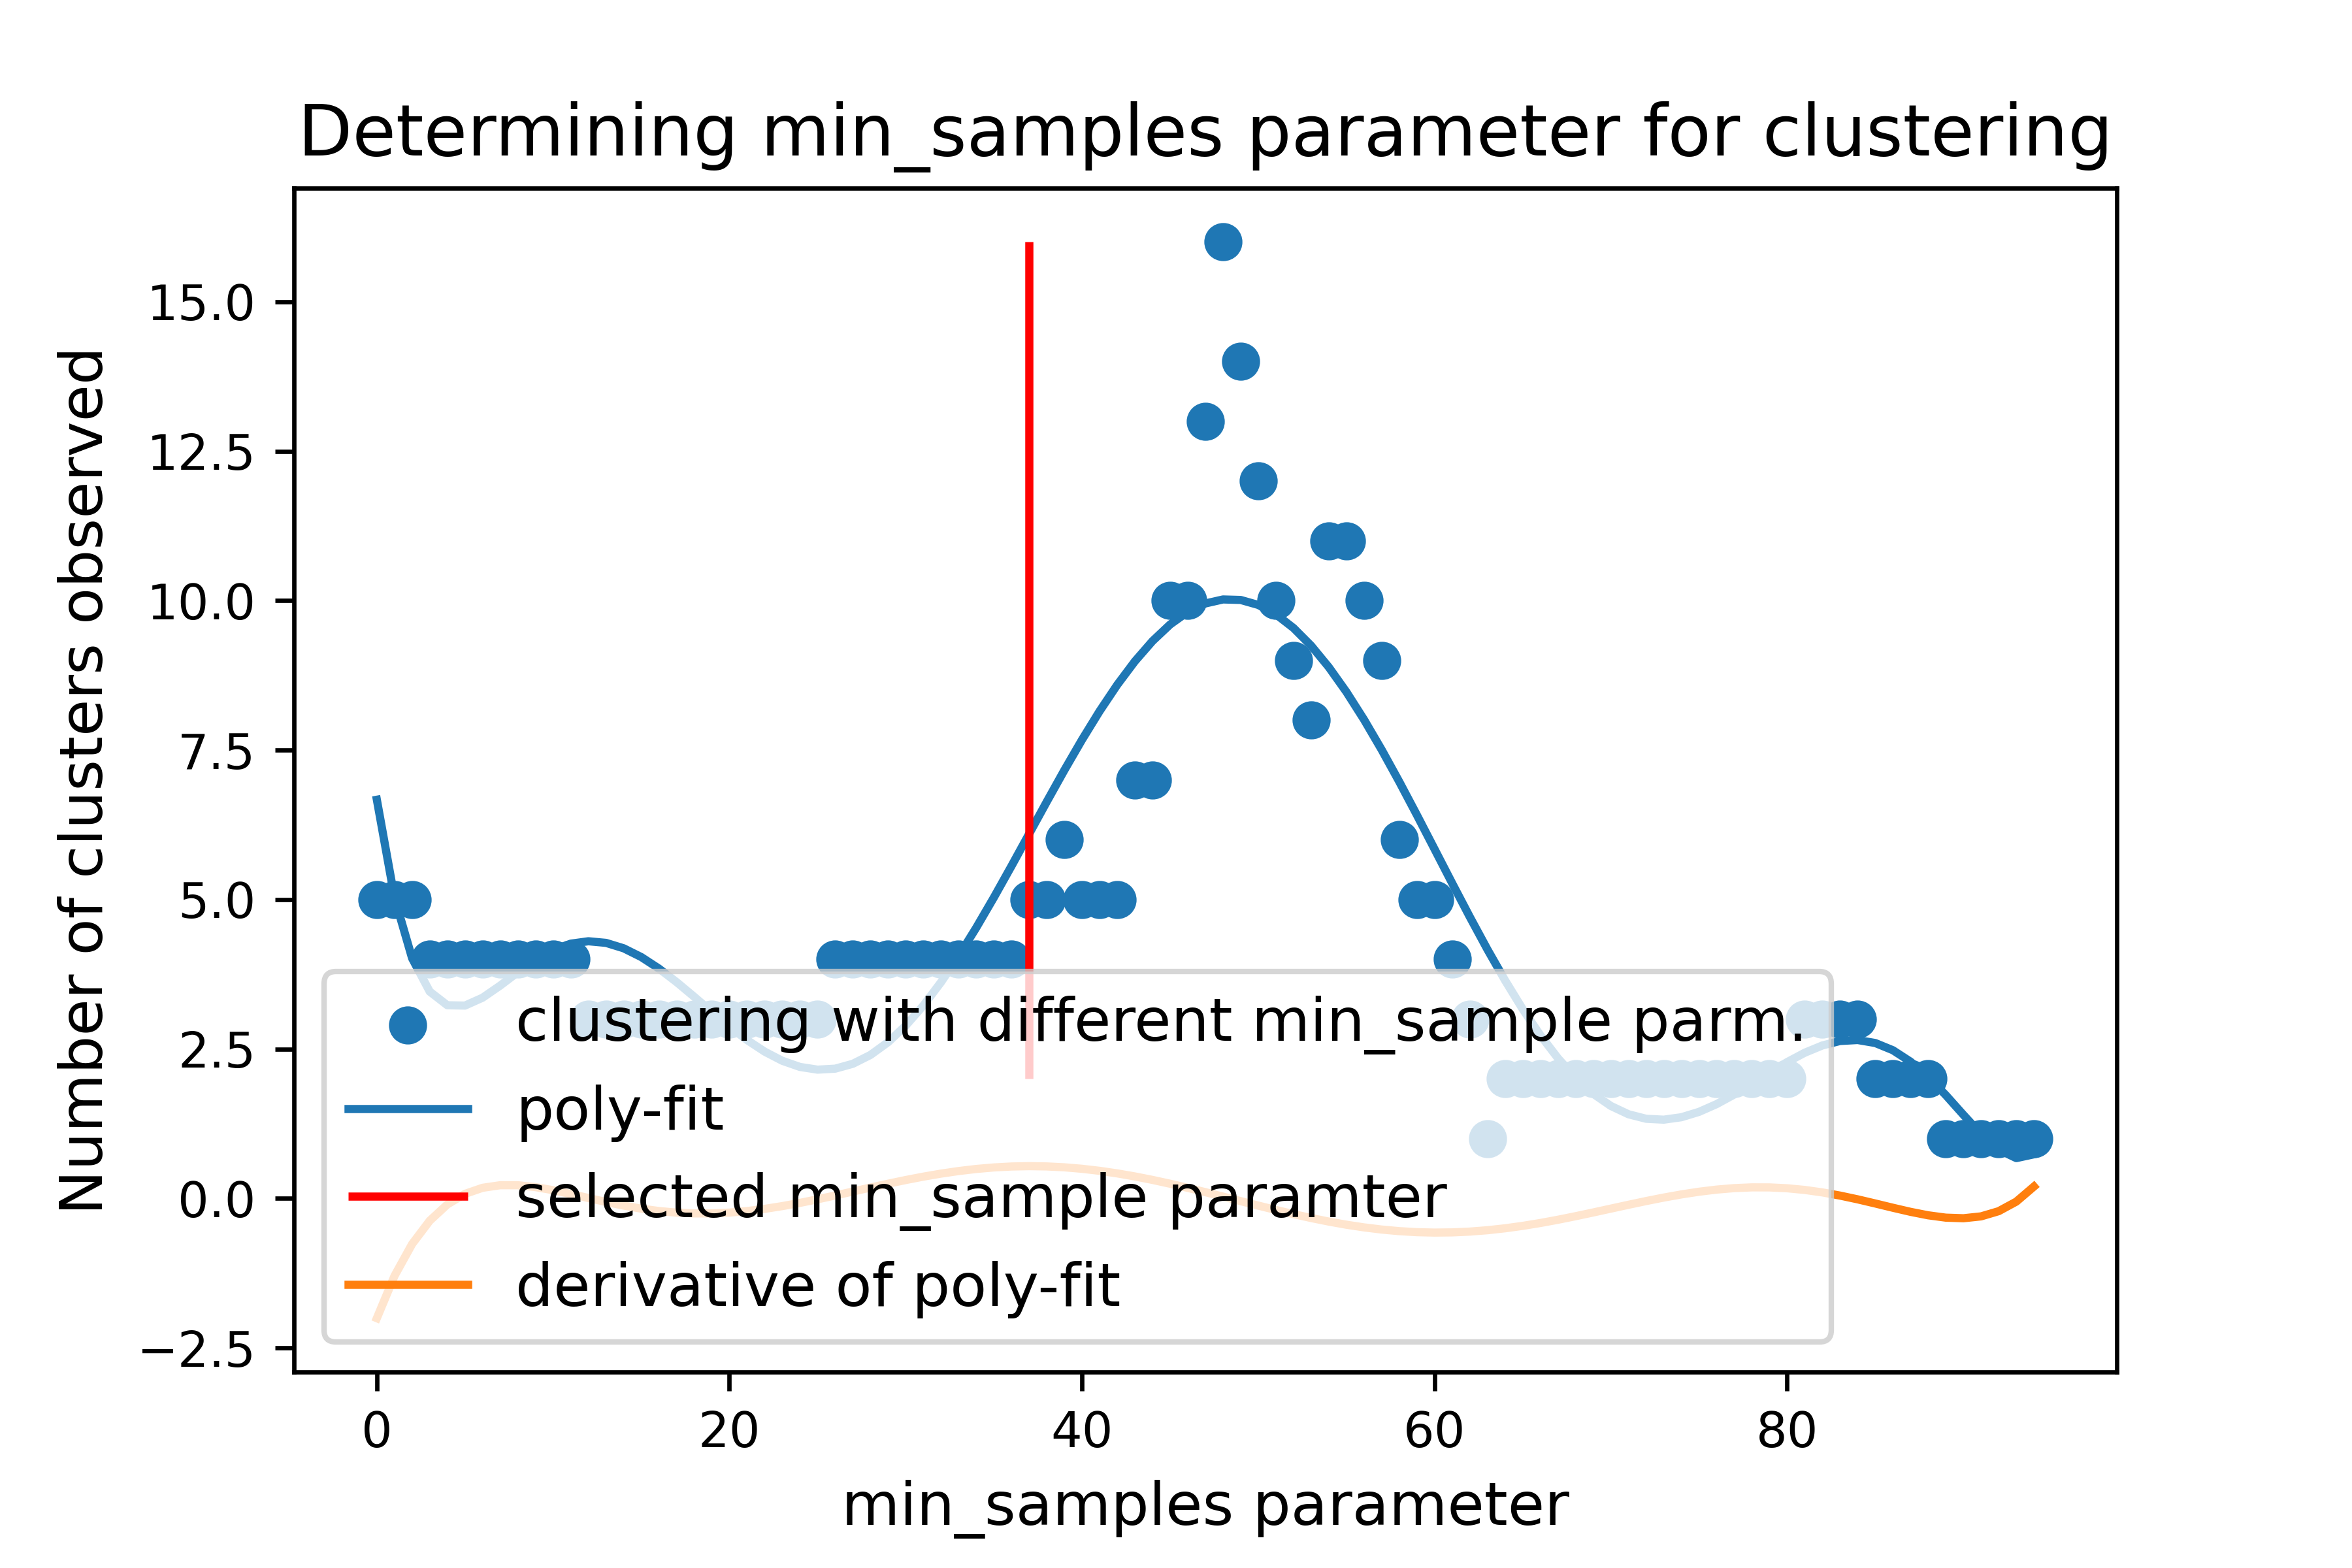 Determining min_samples parameter for clustering
Number of clusters observed
15.0
12.5
10.0
7.5
5.0
2.5
0.0
−2.5
clustering with different min_sample parm.
poly-fit
selected min_sample paramter
derivative of poly-fit
0 20 40 60 80
min_samples parameter